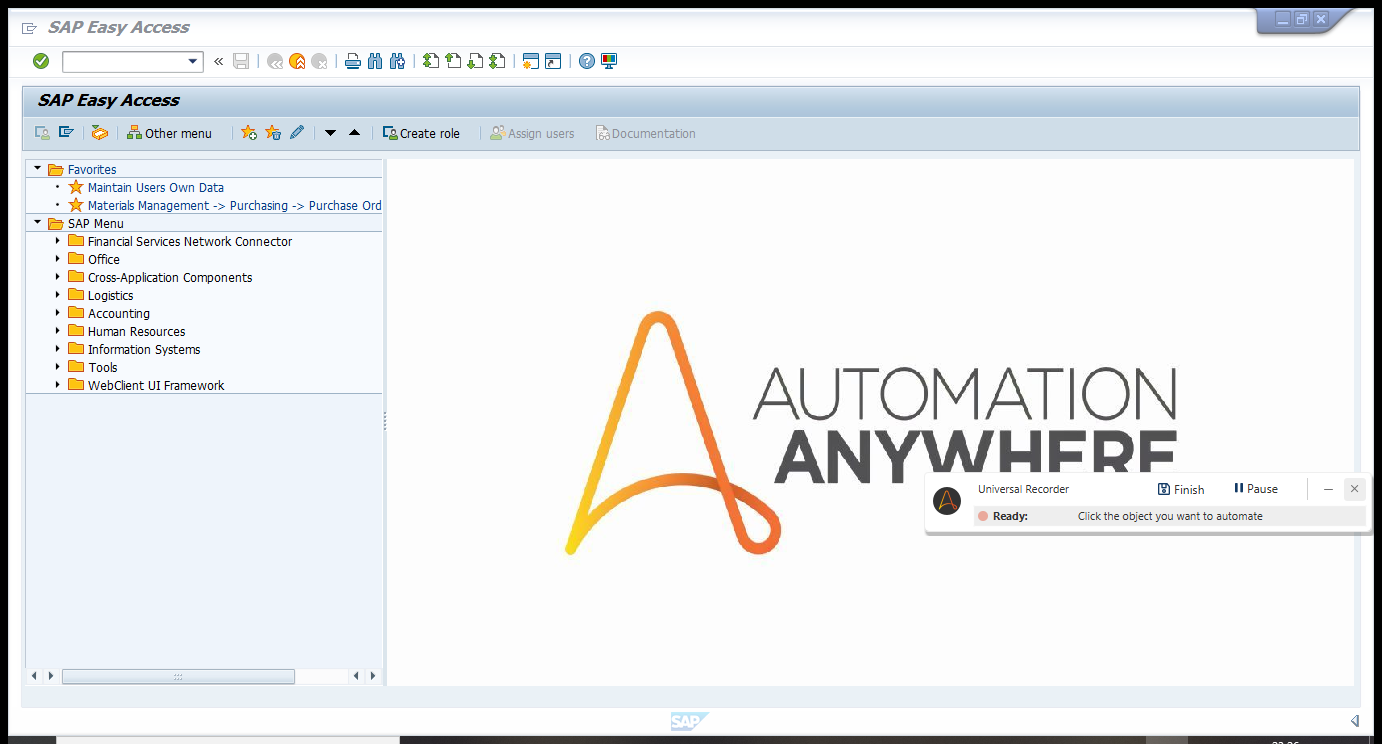 SAP Easy Access
SAP Easy Access
Other menu Create role Assign users Documentation
Favorites
Maintain Users Own Data
Materials Management -> Purchasing -> Purchase Ord
SAP Menu
Financial Services Network Connector
Office
Cross-Application Components
Logistics
Accounting
Human Resources
Information Systems
Tools
WebClient UI Framework
AUTOMATION
ANYWHERE
Universal Recorder Finish Pause
Ready: Click the object you want to automate
SAP